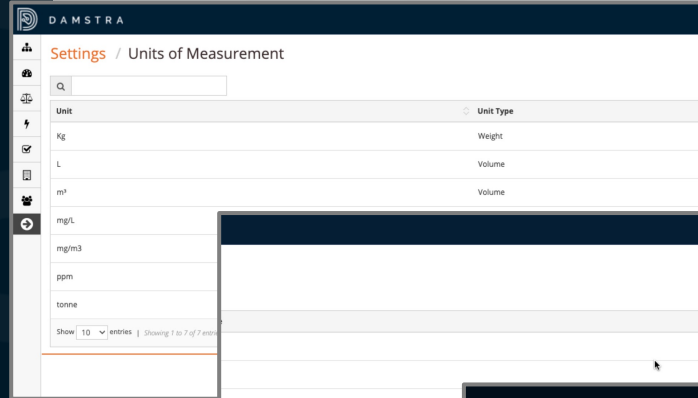 DAMSTRA
Settings / Units of Measurement
Unit Unit Type
Kg Weight
L Volume
m³ Volume
mg/L
mg/m3
ppm
tonne
Show 10 entries | Showing 1 to 7 of 7 entrie